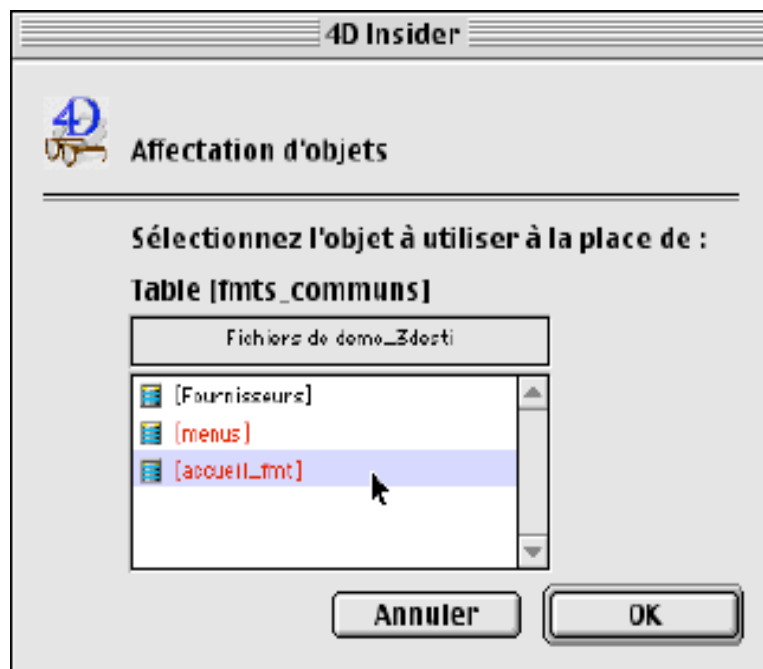 4D Insider
4D
Affectation d'objets
Sélectionnez l'objet à utiliser à la place de :
Table [fmts_communs]
Fichiers de demo_3desti
[Fournisseurs]
[menus]
[accueil_fmt]
Annuler
OK